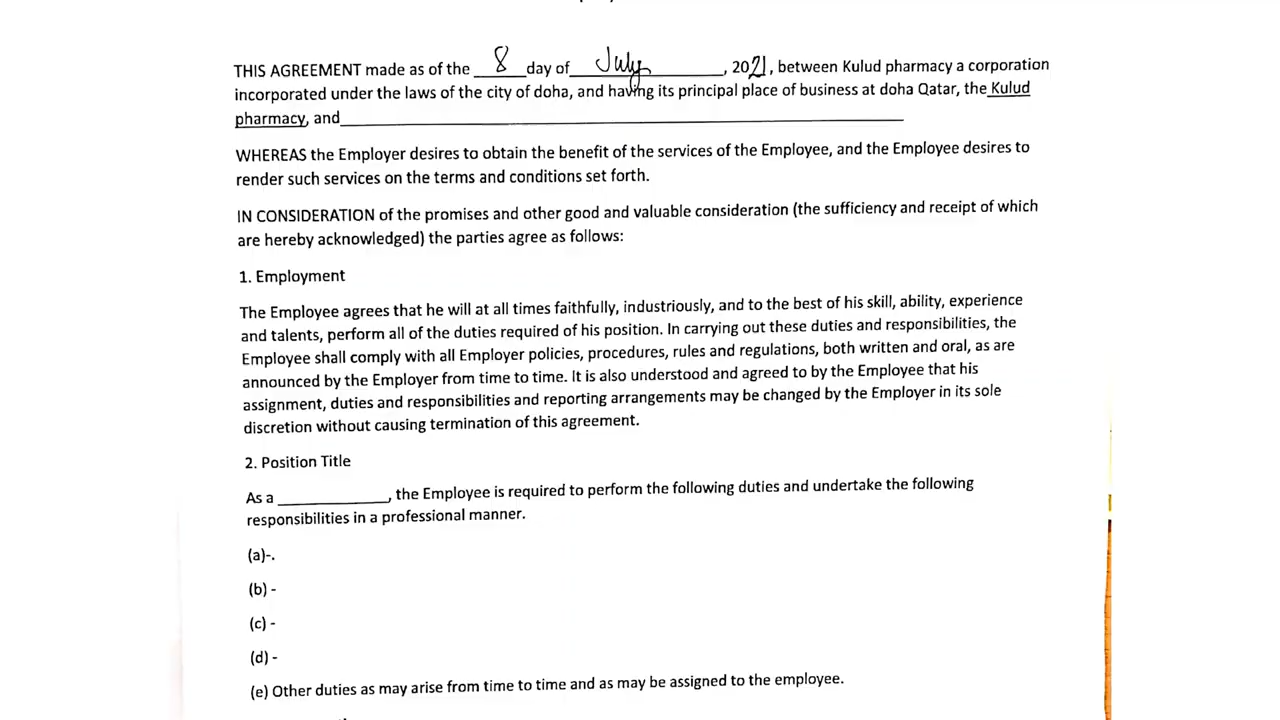 THIS AGREEMENT made as of the 8 day of July, 2021, between Kulud pharmacy a corporation
incorporated under the laws of the city of doha, and having its principal place of business at doha Qatar, the Kulud
pharmacy, and
WHEREAS the Employer desires to obtain the benefit of the services of the Employee, and the Employee desires to
render such services on the terms and conditions set forth.
IN CONSIDERATION of the promises and other good and valuable consideration (the sufficiency and receipt of which
are hereby acknowledged) the parties agree as follows:
1. Employment
The Employee agrees that he will at all times faithfully, industriously, and to the best of his skill, ability, experience
and talents, perform all of the duties required of his position. In carrying out these duties and responsibilities, the
Employee shall comply with all Employer policies, procedures, rules and regulations, both written and oral, as are
announced by the Employer from time to time. It is also understood and agreed to by the Employee that his
assignment, duties and responsibilities and reporting arrangements may be changed by the Employer in its sole
discretion without causing termination of this agreement.
2. Position Title
As a ____________, the Employee is required to perform the following duties and undertake the following
responsibilities in a professional manner.
(a)-.
(b) -
(c) -
(d) -
(e) Other duties as may arise from time to time and as may be assigned to the employee.